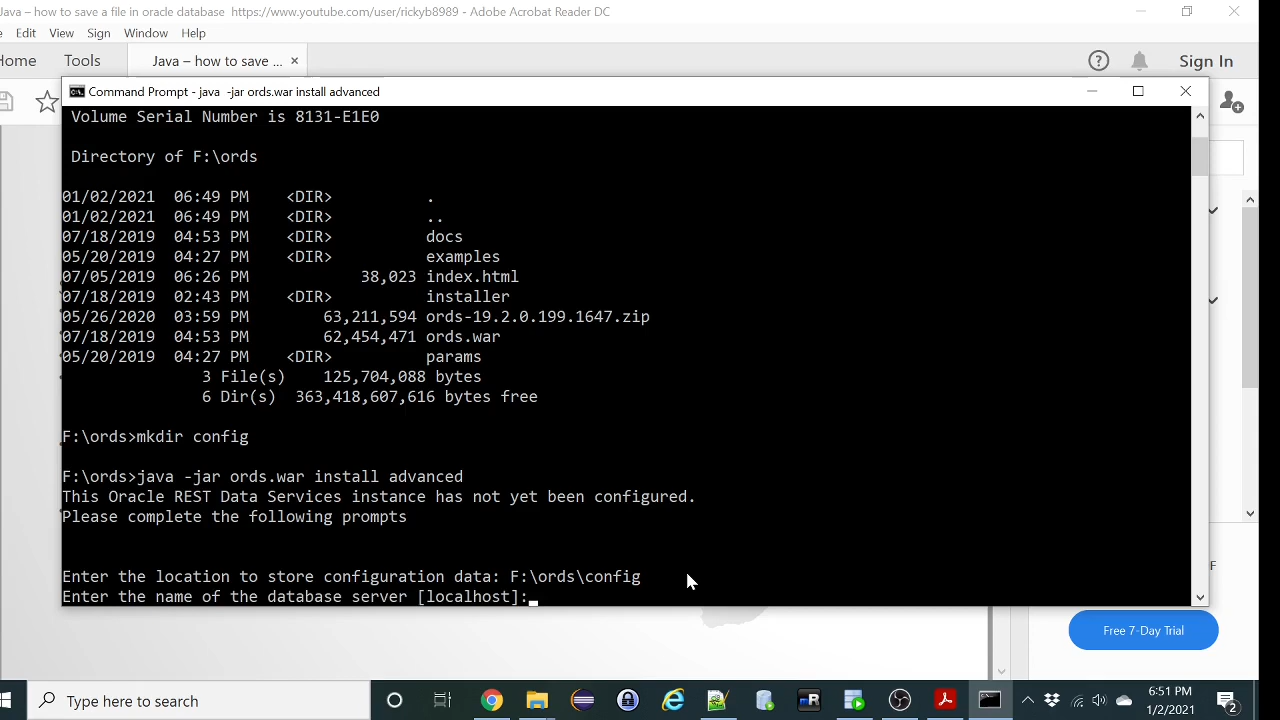 Java – how to save a file in oracle database https://www.youtube.com/user/rickyb8989 - Adobe Acrobat Reader DC
Edit View Sign Window Help
Home Tools Java – how to save ... ×
? Sign In
Command Prompt - java -jar ords.war install advanced
Volume Serial Number is 8131-E1E0
Directory of F:\ords
01/02/2021 06:49 PM <DIR> .
01/02/2021 06:49 PM <DIR> ..
07/18/2019 04:53 PM <DIR> docs
05/20/2019 04:27 PM <DIR> examples
07/05/2019 06:26 PM 38,023 index.html
07/18/2019 02:43 PM <DIR> installer
05/26/2020 03:59 PM 63,211,594 ords-19.2.0.199.1647.zip
07/18/2019 04:53 PM 62,454,471 ords.war
05/20/2019 04:27 PM <DIR> params
3 File(s) 125,704,088 bytes
6 Dir(s) 363,418,607,616 bytes free
F:\ords>mkdir config
F:\ords>java -jar ords.war install advanced
This Oracle REST Data Services instance has not yet been configured.
Please complete the following prompts
Enter the location to store configuration data: F:\ords\config
Enter the name of the database server [localhost]:
F
Free 7-Day Trial
Type here to search
6:51 PM
1/2/2021
2